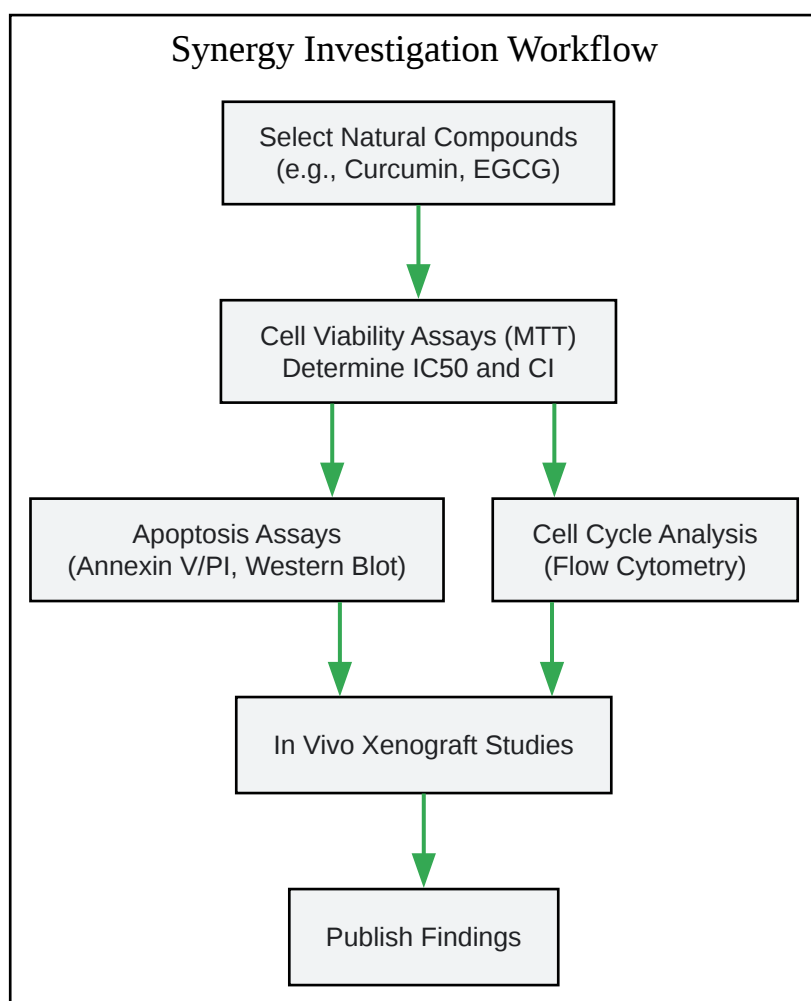 Synergy Investigation Workflow
Select Natural Compounds
(e.g., Curcumin, EGCG)
Cell Viability Assays (MTT)
Determine IC50 and CI
Apoptosis Assays
(Annexin V/PI, Western Blot)
Cell Cycle Analysis
(Flow Cytometry)
In Vivo Xenograft Studies
Publish Findings